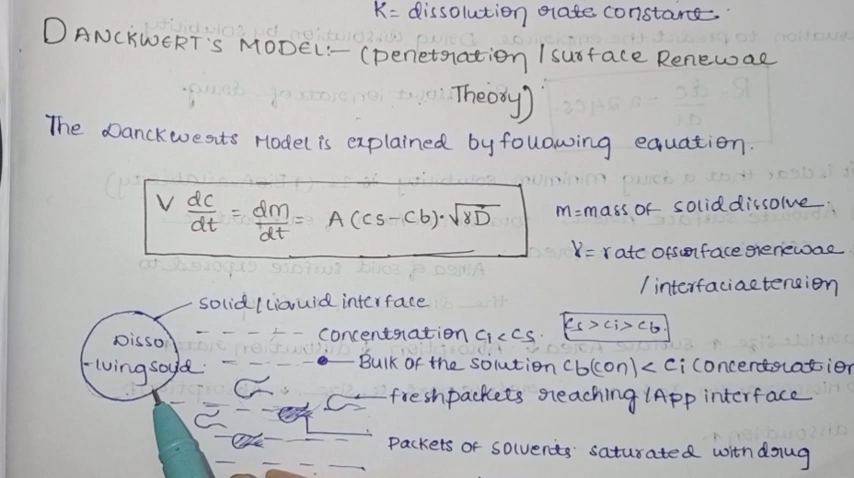 K= dissolution rate constant.
DANCKWERT'S MODEL:- (penetration / surface Renewal
Theory)
The Danckwerts Model is explained by following equation.
V dc/dt = dm/dt = A (Cs-Cb).√γD
m=mass of solid dissolve.
γ= rate of surface renewal
/ interfacial tension
solid/liquid interface
Disso
-lving solid.
concentration Ci < Cs. Cs > Ci > Cb.
Bulk of the solution Cb(con) < Ci concentration
fresh packets reaching / App interface
packets of solvents saturated with drug